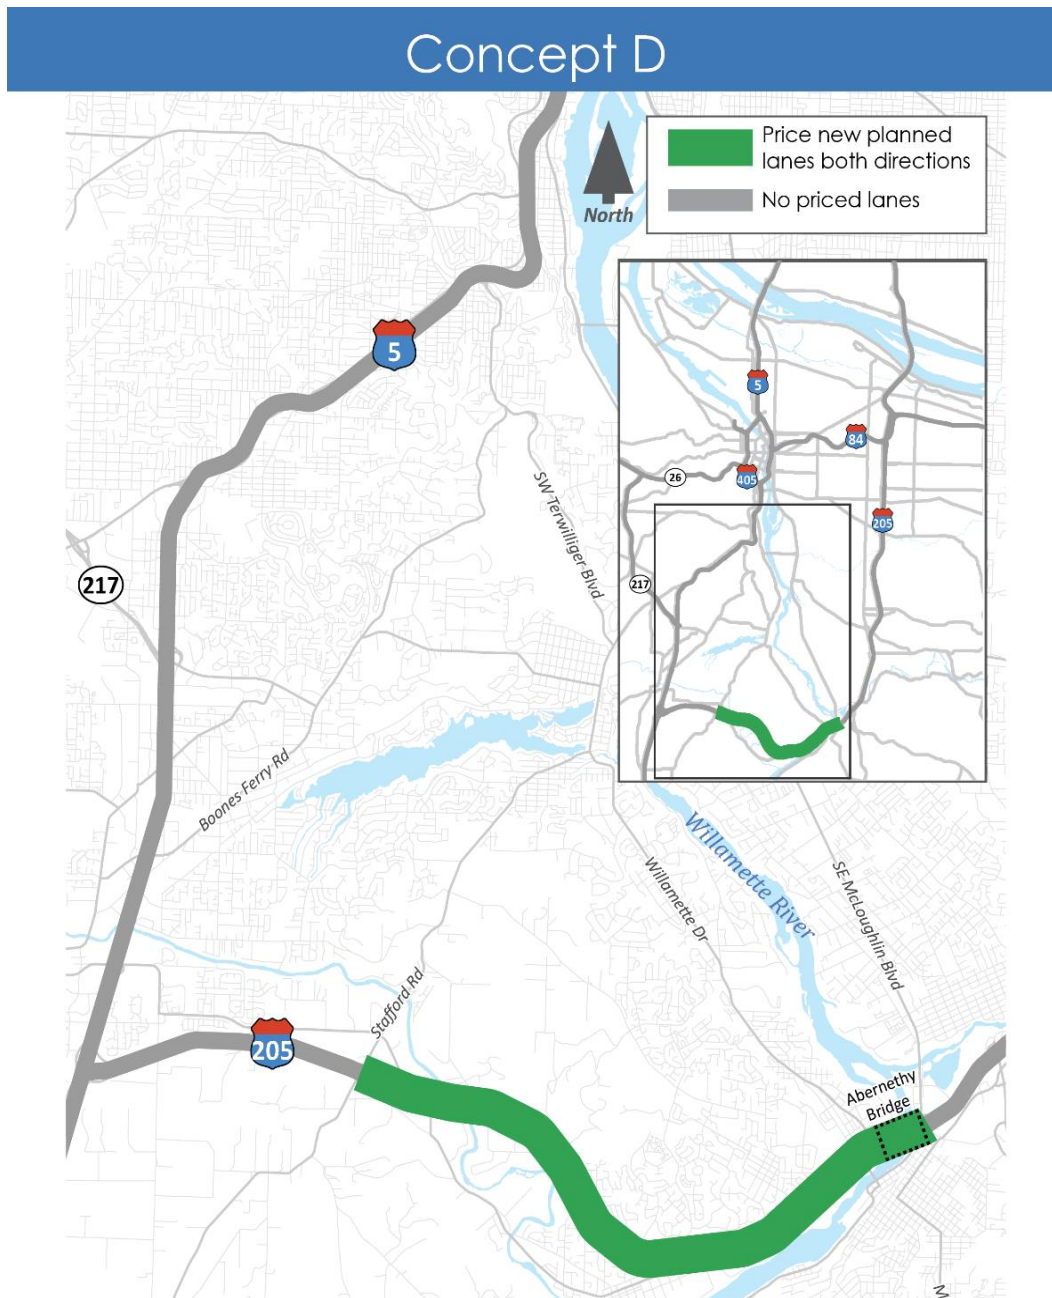 Concept D
Price new planned
lanes both directions
No priced lanes
North
5
5
84
26
405
205
217
217
SW Terwilliger Blvd
Boones Ferry Rd
Willamette River
Willamette Dr
SE McLoughlin Blvd
Stafford Rd
205
Abernethy
Bridge
M